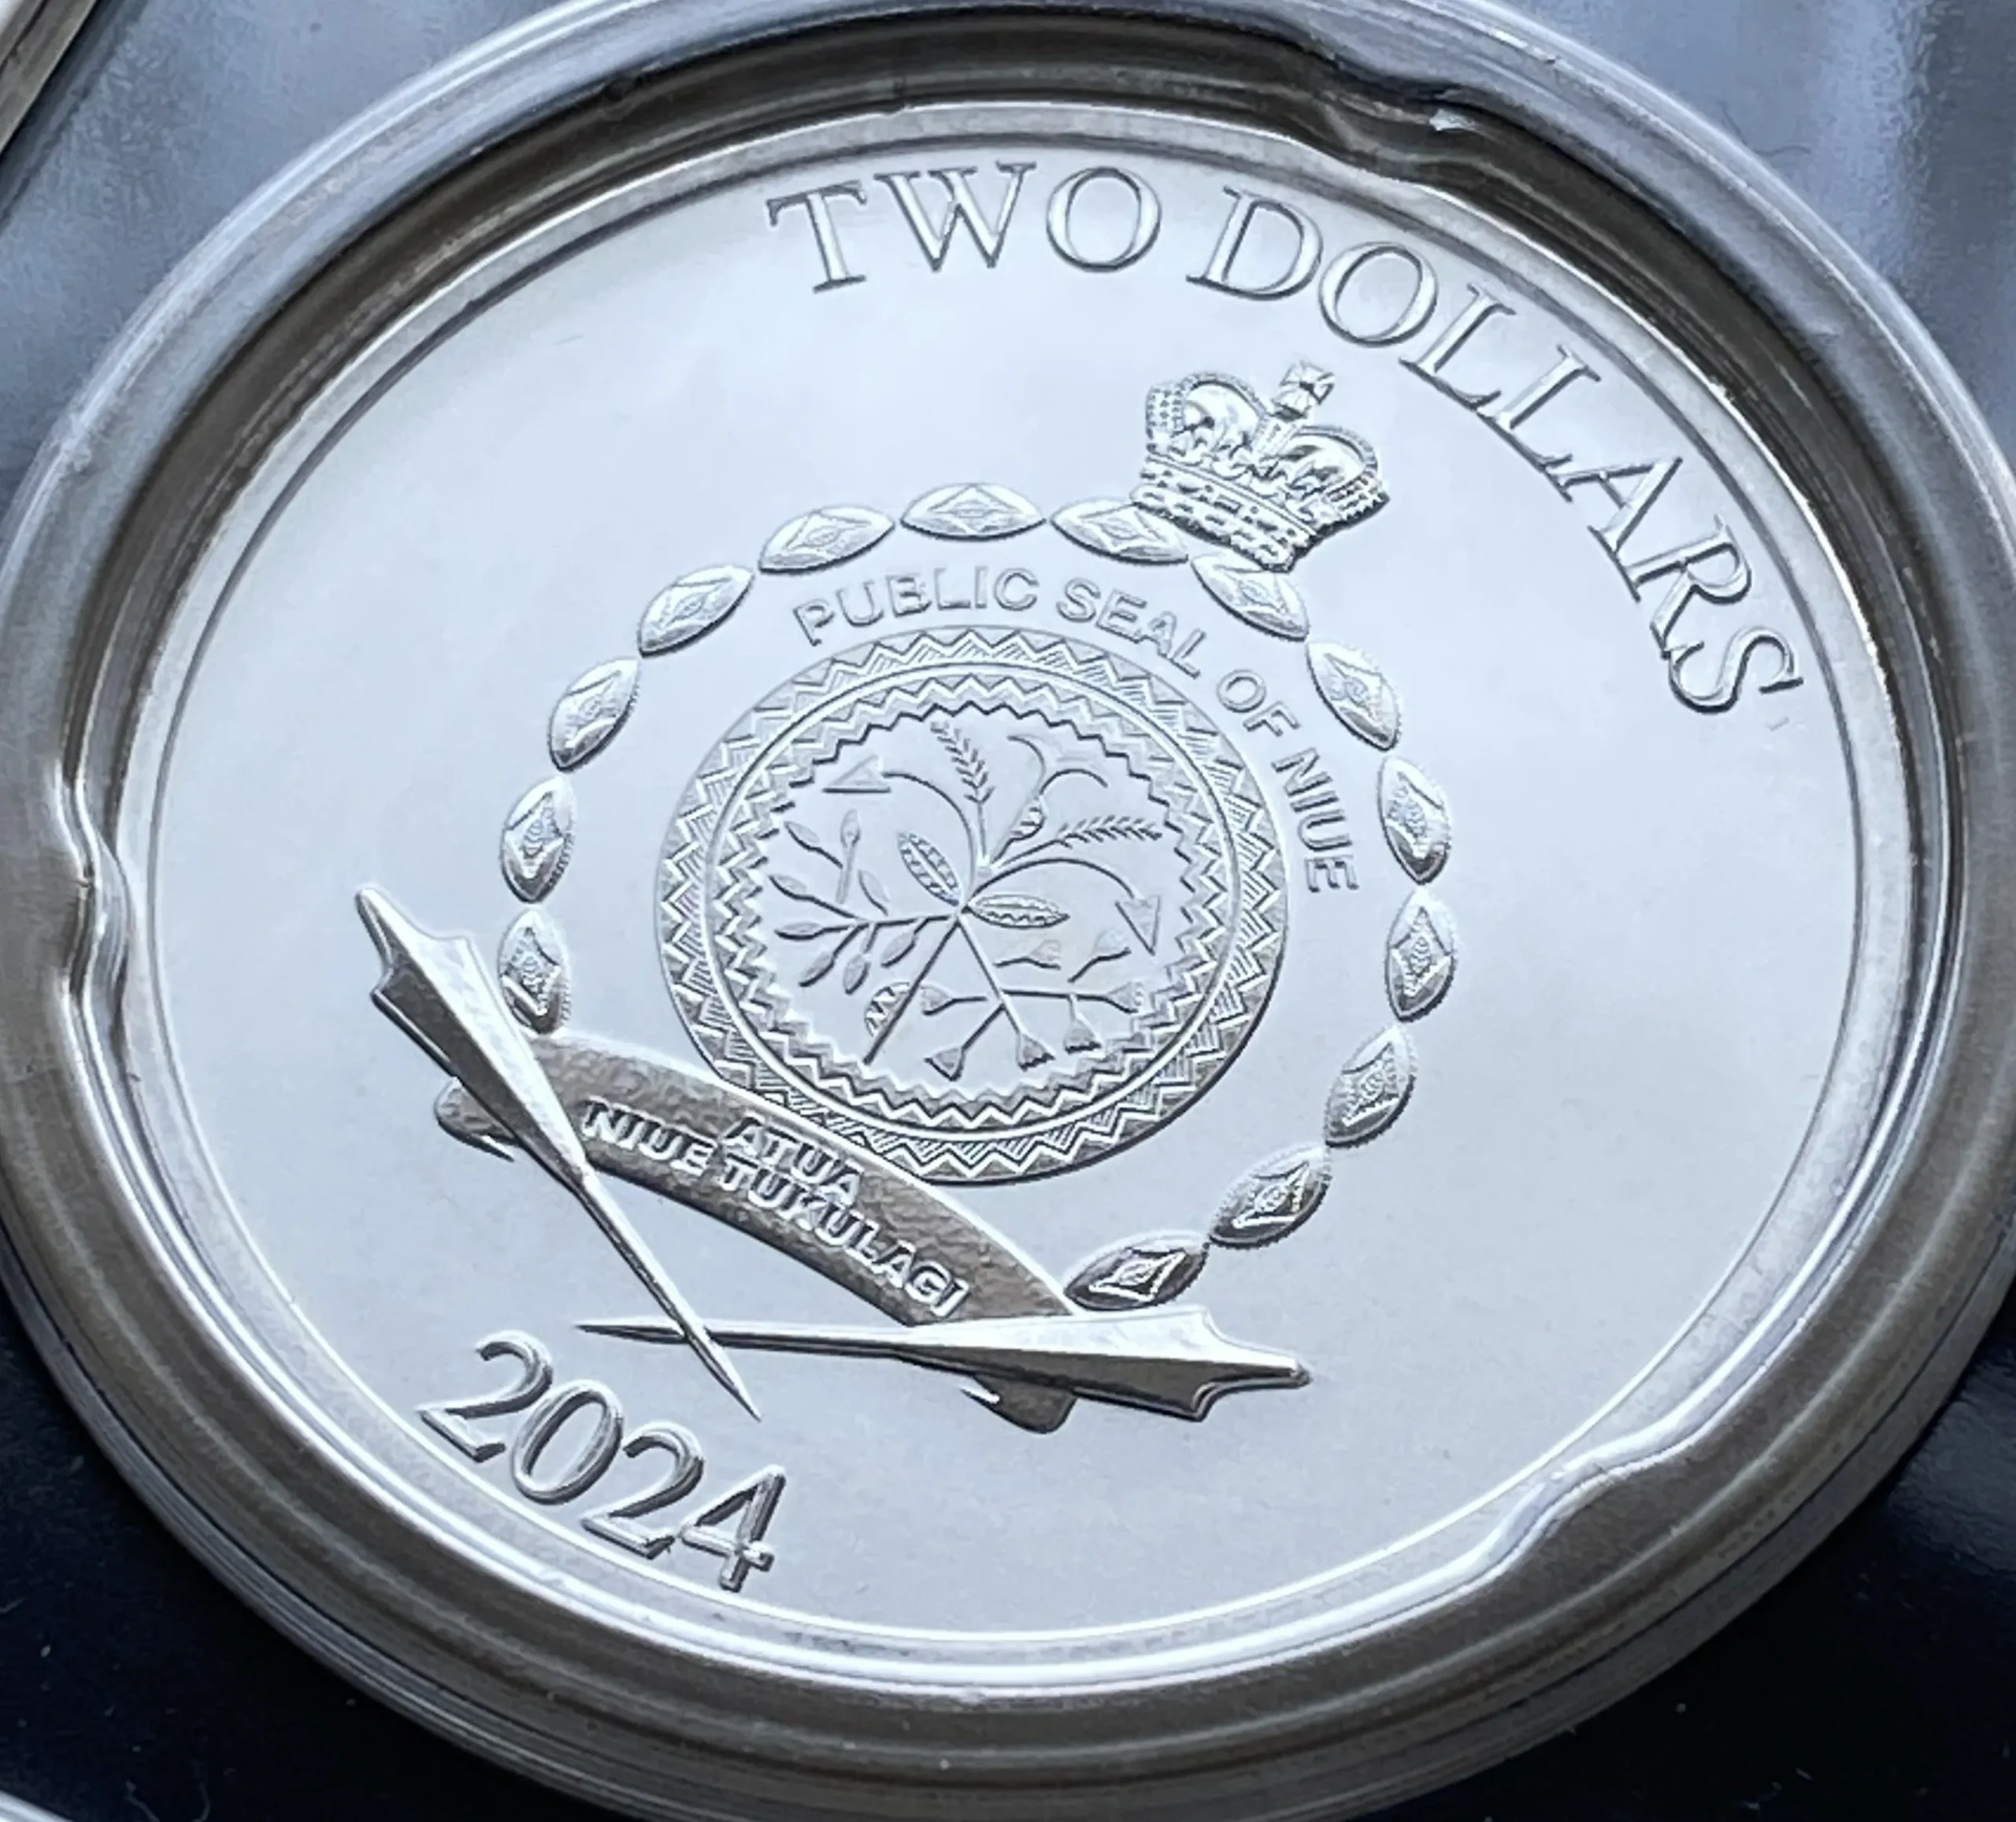 TWO DOLLARS
PUBLIC SEAL OF NIUE
ATUA
NIUE TUKULAGI
2024